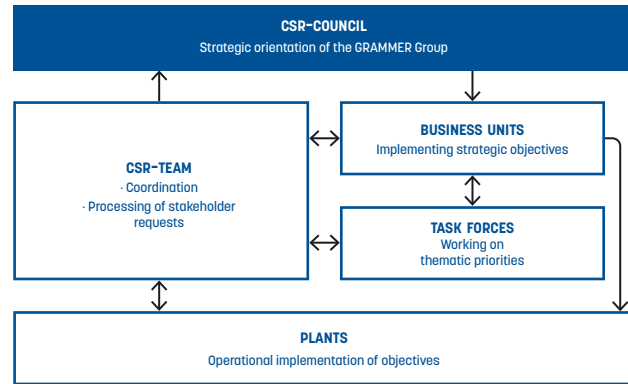 CSR-COUNCIL
Strategic orientation of the GRAMMER Group
BUSINESS UNITS
Implementing strategic objectives
CSR-TEAM
· Coordination
· Processing of stakeholder
requests
TASK FORCES
Working on
thematic priorities
PLANTS
Operational implementation of objectives